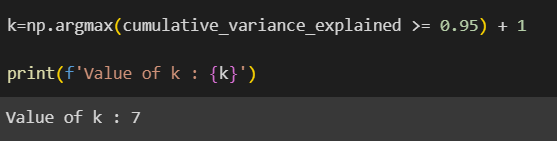 k=np.argmax(cumulative_variance_explained >= 0.95) + 1
print(f'Value of k : {k}')
Value of k : 7